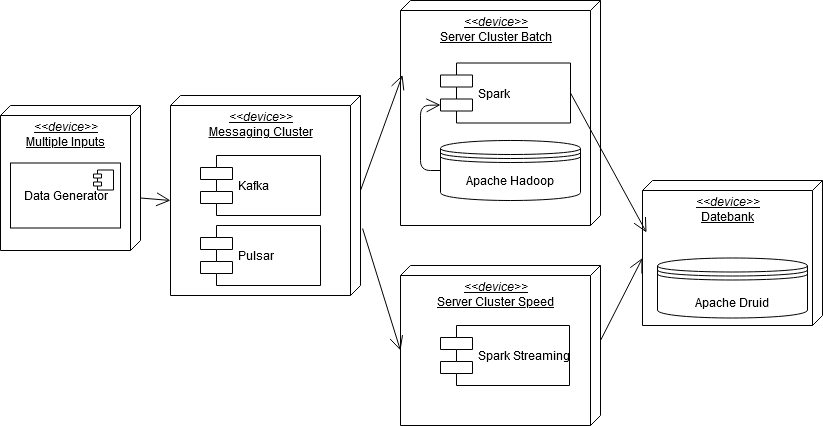 <<device>>
Multiple Inputs
Data Generator
<<device>>
Messaging Cluster
Kafka
Pulsar
<<device>>
Server Cluster Batch
Spark
Apache Hadoop
<<device>>
Server Cluster Speed
Spark Streaming
<<device>>
Datebank
Apache Druid